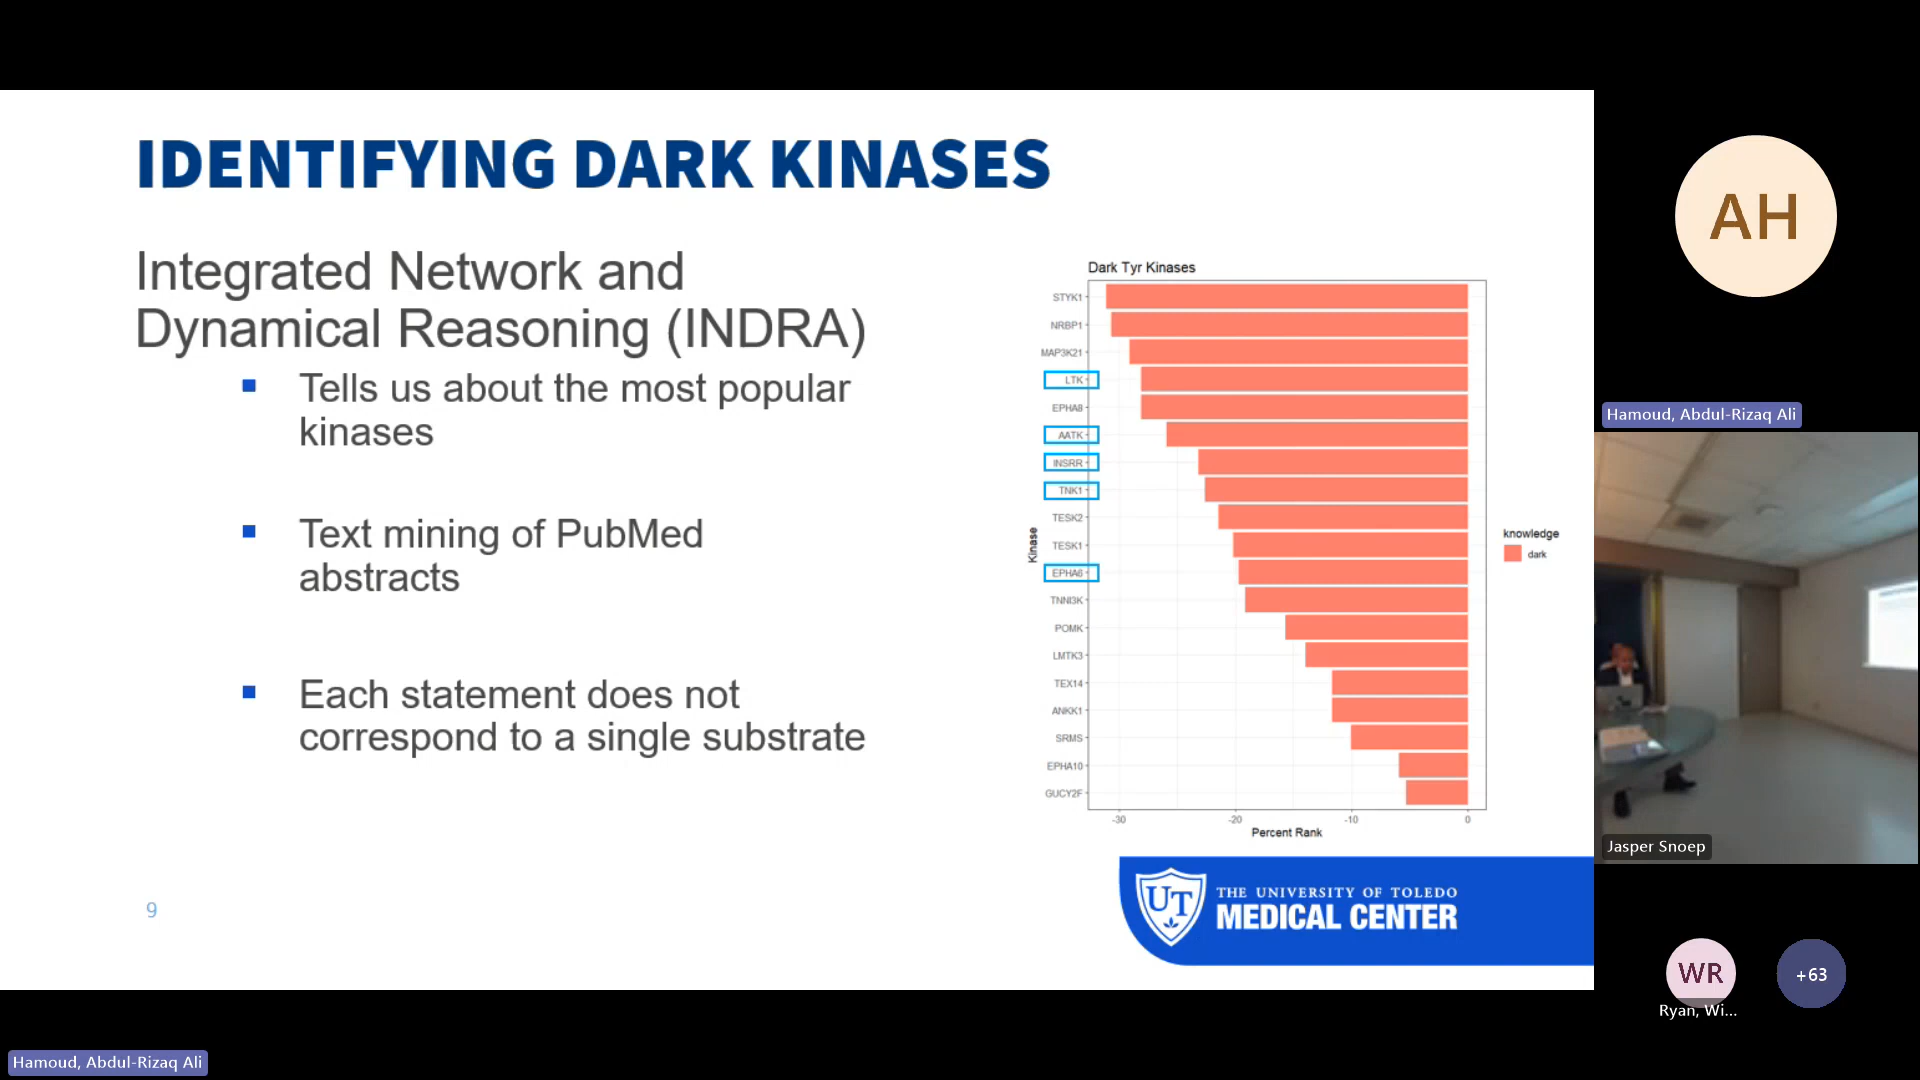 IDENTIFYING DARK KINASES
Integrated Network and
Dynamical Reasoning (INDRA)
Tells us about the most popular
kinases
Text mining of PubMed
abstracts
Each statement does not
correspond to a single substrate
9
Dark Tyr Kinases
STYK1
NRBP1
MAP3K21
LTK
EPHA8
AATK
INSRR
TNK1
TESK2
TESK1
EPHA6
TNNI3K
POMK
LMTK3
TEX14
ANKK1
SRMS
EPHA10
GUCY2F
Kinase
-30 -20 -10 0
Percent Rank
knowledge
dark
UT
THE UNIVERSITY OF TOLEDO
MEDICAL CENTER
AH
Hamoud, Abdul-Rizaq Ali
Jasper Snoep
WR
+63
Ryan, Wi...
Hamoud, Abdul-Rizaq Ali